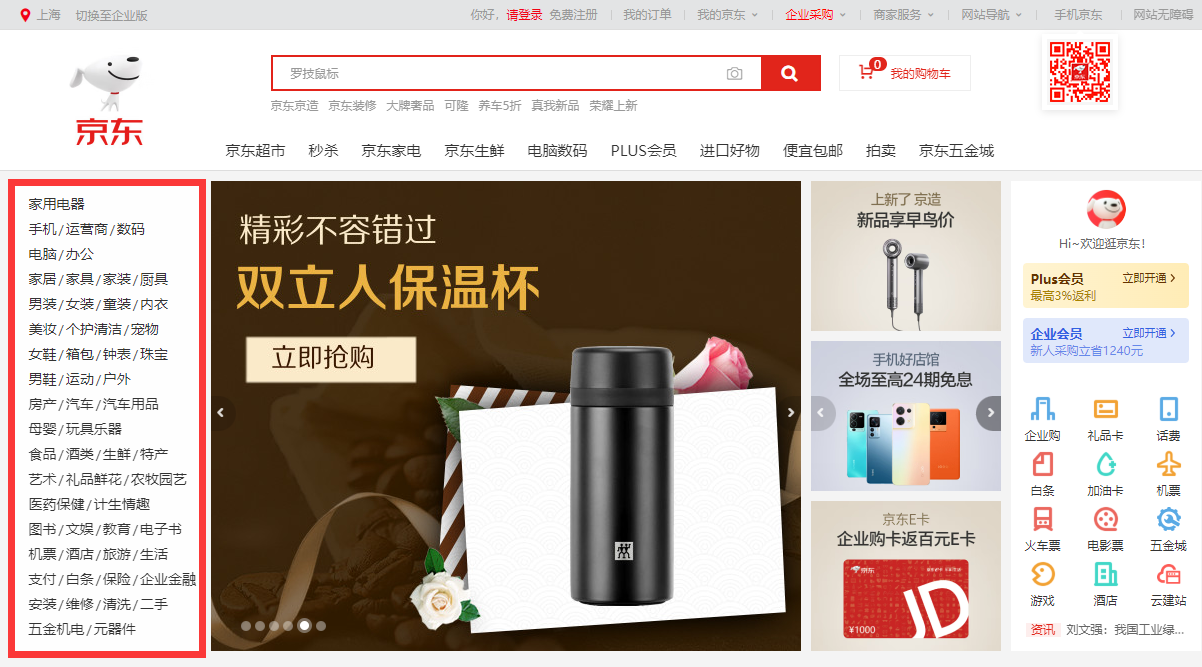 上海 切换至企业版 你好，请登录 免费注册 我的订单 我的京东 企业采购 商家服务 网站导航 手机京东 网站无障碍
京东
罗技鼠标
0 我的购物车
京东京造 京东装修 大牌奢品 可隆 养车5折 真我新品 荣耀上新
京东超市 秒杀 京东家电 京东生鲜 电脑数码 PLUS会员 进口好物 便宜包邮 拍卖 京东五金城
家用电器
手机/运营商/数码
电脑/办公
家居/家具/家装/厨具
男装/女装/童装/内衣
美妆/个护清洁/宠物
女鞋/箱包/钟表/珠宝
男鞋/运动/户外
房产/汽车/汽车用品
母婴/玩具乐器
食品/酒类/生鲜/特产
艺术/礼品鲜花/农牧园艺
医药保健/计生情趣
图书/文娱/教育/电子书
机票/酒店/旅游/生活
支付/白条/保险/企业金融
安装/维修/清洗/二手
五金机电/元器件
精彩不容错过
双立人保温杯
立即抢购
上新了 京造
新品享早鸟价
手机好店馆
全场至高24期免息
京东E卡
企业购卡返百元E卡
京东
JD
¥1000
Hi~欢迎逛京东!
Plus会员 立即开通
最高3%返利
企业会员 立即开通
新人采购立省1240元
企业购 礼品卡 话费
白条 加油卡 机票
火车票 电影票 五金城
游戏 酒店 云建站
资讯 刘文强：我国工业绿...